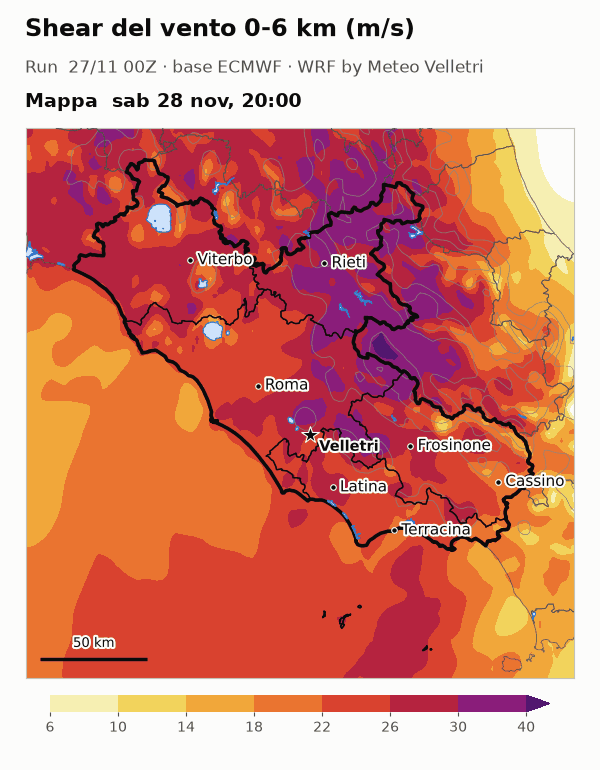 Shear del vento 0-6 km (m/s)
Run  27/11 00Z · base ECMWF · WRF by Meteo Velletri
Mappa  sab 28 nov, 20:00
Viterbo
Rieti
Roma
Velletri
Frosinone
Cassino
Latina
Terracina
50 km
6 10 14 18 22 26 30 40